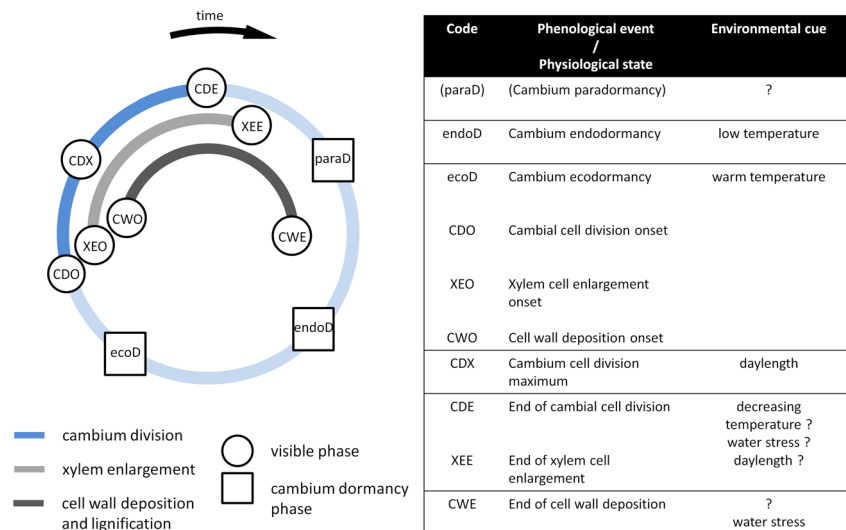 time
CDE
XEE
CDX
paraD
CWO
CWE
XEO
CDO
endoD
ecoD
cambium division
xylem enlargement
cell wall deposition
and lignification
visible phase
cambium dormancy
phase
Code Phenological event Environmental cue
/
Physiological state
(paraD) (Cambium paradormancy) ?
endoD Cambium endodormancy low temperature
ecoD Cambium ecodormancy warm temperature
CDO Cambial cell division onset
XEO Xylem cell enlargement
onset
CWO Cell wall deposition onset
CDX Cambium cell division daylength
maximum
CDE End of cambial cell division decreasing
temperature ?
water stress ?
XEE End of xylem cell daylength ?
enlargement
CWE End of cell wall deposition ?
water stress